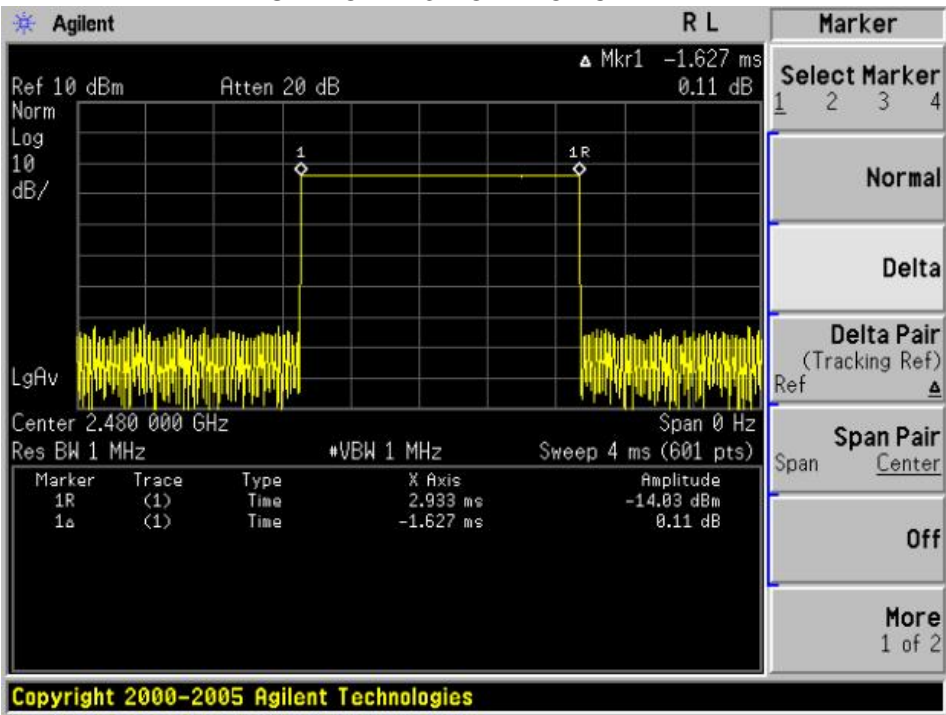 Agilent R L Marker
Δ Mkr1 -1.627 ms
Ref 10 dBm Atten 20 dB 0.11 dB
Select Marker
1 2 3 4
Norm
Log
10
dB/
1 1R
Normal
Delta
Delta Pair
(Tracking Ref)
Ref Δ
LgAv
Center 2.480 000 GHz Span 0 Hz
Res BW 1 MHz #VBW 1 MHz Sweep 4 ms (601 pts)
Span Pair
Span Center
Marker Trace Type X Axis Amplitude
1R (1) Time 2.933 ms -14.03 dBm
1Δ (1) Time -1.627 ms 0.11 dB
Off
More
1 of 2
Copyright 2000-2005 Agilent Technologies